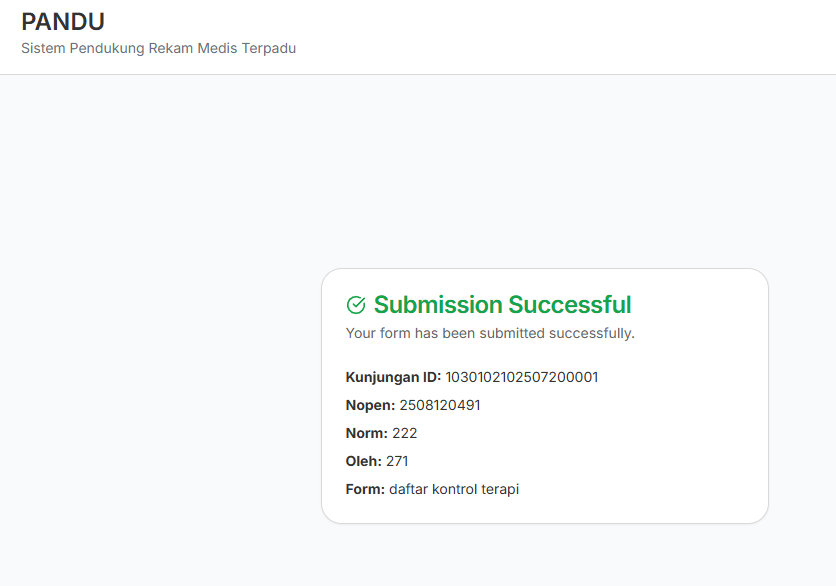 PANDU
Sistem Pendukung Rekam Medis Terpadu
Submission Successful
Your form has been submitted successfully.
Kunjungan ID: 1030102102507200001
Nopen: 2508120491
Norm: 222
Oleh: 271
Form: daftar kontrol terapi